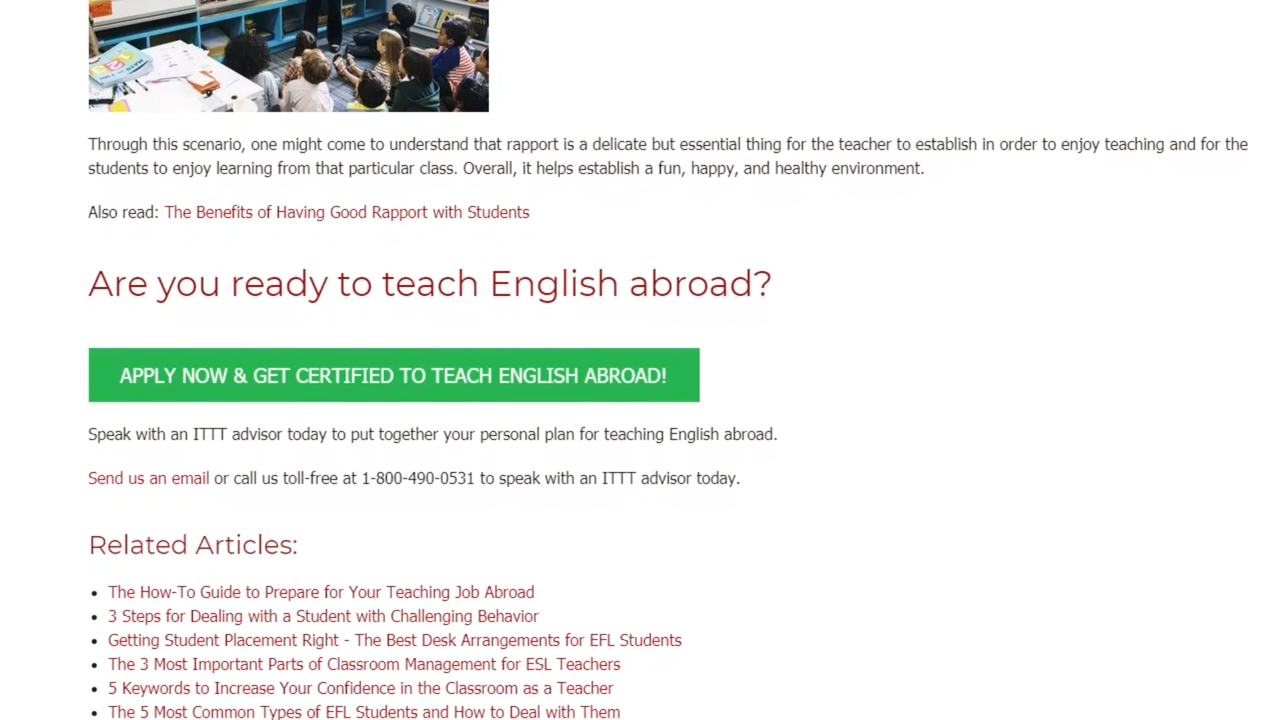 Through this scenario, one might come to understand that rapport is a delicate but essential thing for the teacher to establish in order to enjoy teaching and for the
students to enjoy learning from that particular class. Overall, it helps establish a fun, happy, and healthy environment.
Also read: The Benefits of Having Good Rapport with Students
Are you ready to teach English abroad?
APPLY NOW & GET CERTIFIED TO TEACH ENGLISH ABROAD!
Speak with an ITTT advisor today to put together your personal plan for teaching English abroad.
Send us an email or call us toll-free at 1-800-490-0531 to speak with an ITTT advisor today.
Related Articles:
• The How-To Guide to Prepare for Your Teaching Job Abroad
• 3 Steps for Dealing with a Student with Challenging Behavior
• Getting Student Placement Right - The Best Desk Arrangements for EFL Students
• The 3 Most Important Parts of Classroom Management for ESL Teachers
• 5 Keywords to Increase Your Confidence in the Classroom as a Teacher
• The 5 Most Common Types of EFL Students and How to Deal with Them